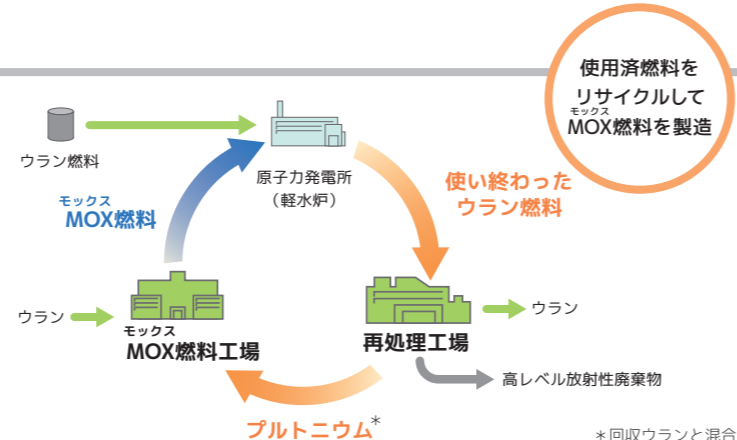 使用済燃料を
リサイクルして
モックス
MOX燃料を製造
ウラン燃料
原子力発電所
（軽水炉）
使い終わった
ウラン燃料
モックス
MOX燃料
ウラン
モックス
MOX燃料工場
再処理工場
ウラン
高レベル放射性廃棄物
プルトニウム*
＊回収ウランと混合